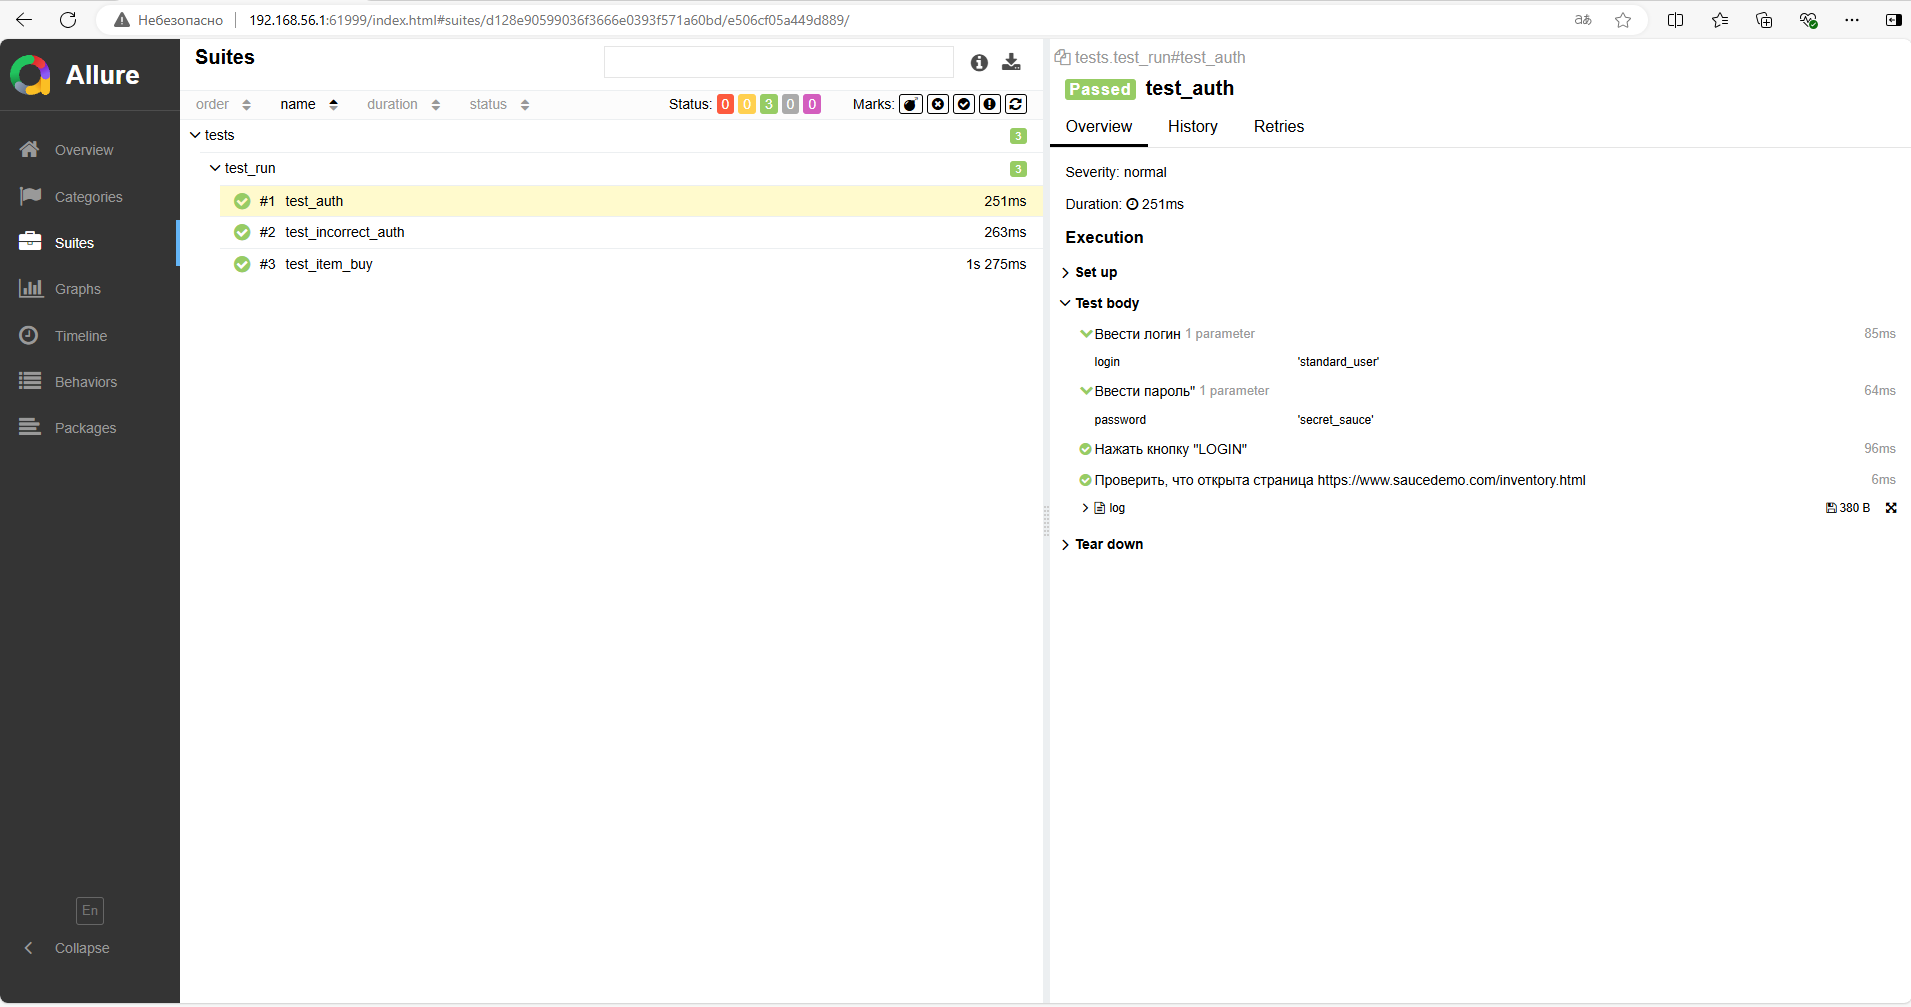 Небезопасно
192.168.56.1:61999/index.html#suites/d128e90599036f3666e0393f571a60bd/e506cf05a449d889/
аあ
Allure
Overview
Categories
Suites
Graphs
Timeline
Behaviors
Packages
En
Collapse
Suites
order name duration status Status: 0 0 3 0 0 Marks:
tests 3
test_run 3
#1 test_auth 251ms
#2 test_incorrect_auth 263ms
#3 test_item_buy 1s 275ms
tests.test_run#test_auth
Passed test_auth
Overview History Retries
Severity: normal
Duration: 251ms
Execution
Set up
Test body
Ввести логин 1 parameter 85ms
login 'standard_user'
Ввести пароль" 1 parameter 64ms
password 'secret_sauce'
Нажать кнопку "LOGIN" 96ms
Проверить, что открыта страница https://www.saucedemo.com/inventory.html 6ms
log 380 B
Tear down